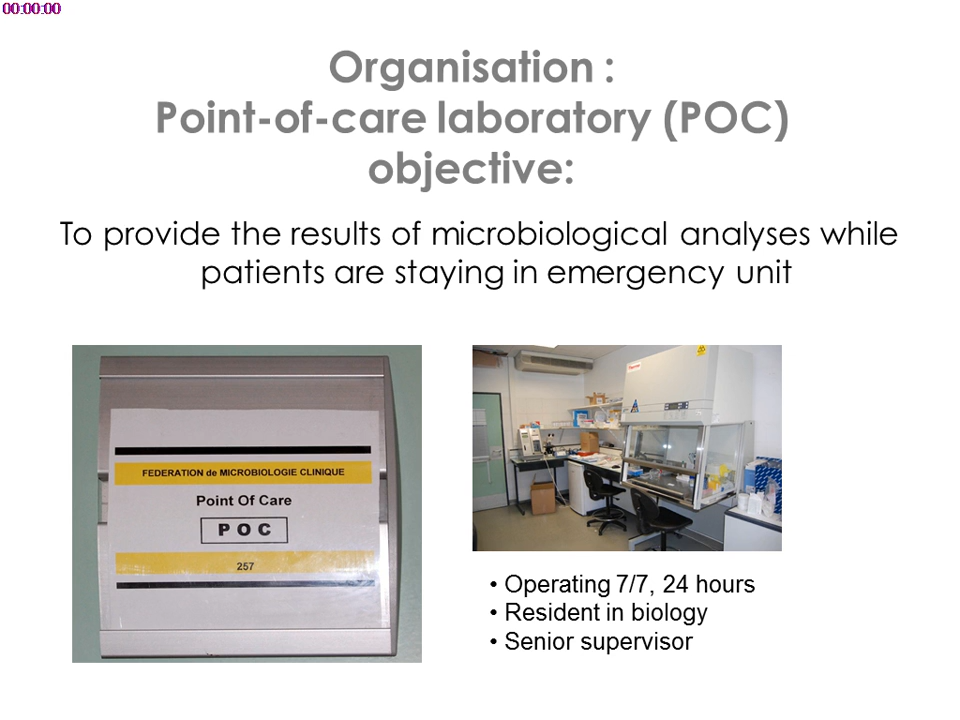 00:00:00
Organisation :
Point-of-care laboratory (POC)
objective:
To provide the results of microbiological analyses while
patients are staying in emergency unit
FEDERATION de MICROBIOLOGIE CLINIQUE
Point Of Care
P O C
257
• Operating 7/7, 24 hours
• Resident in biology
• Senior supervisor